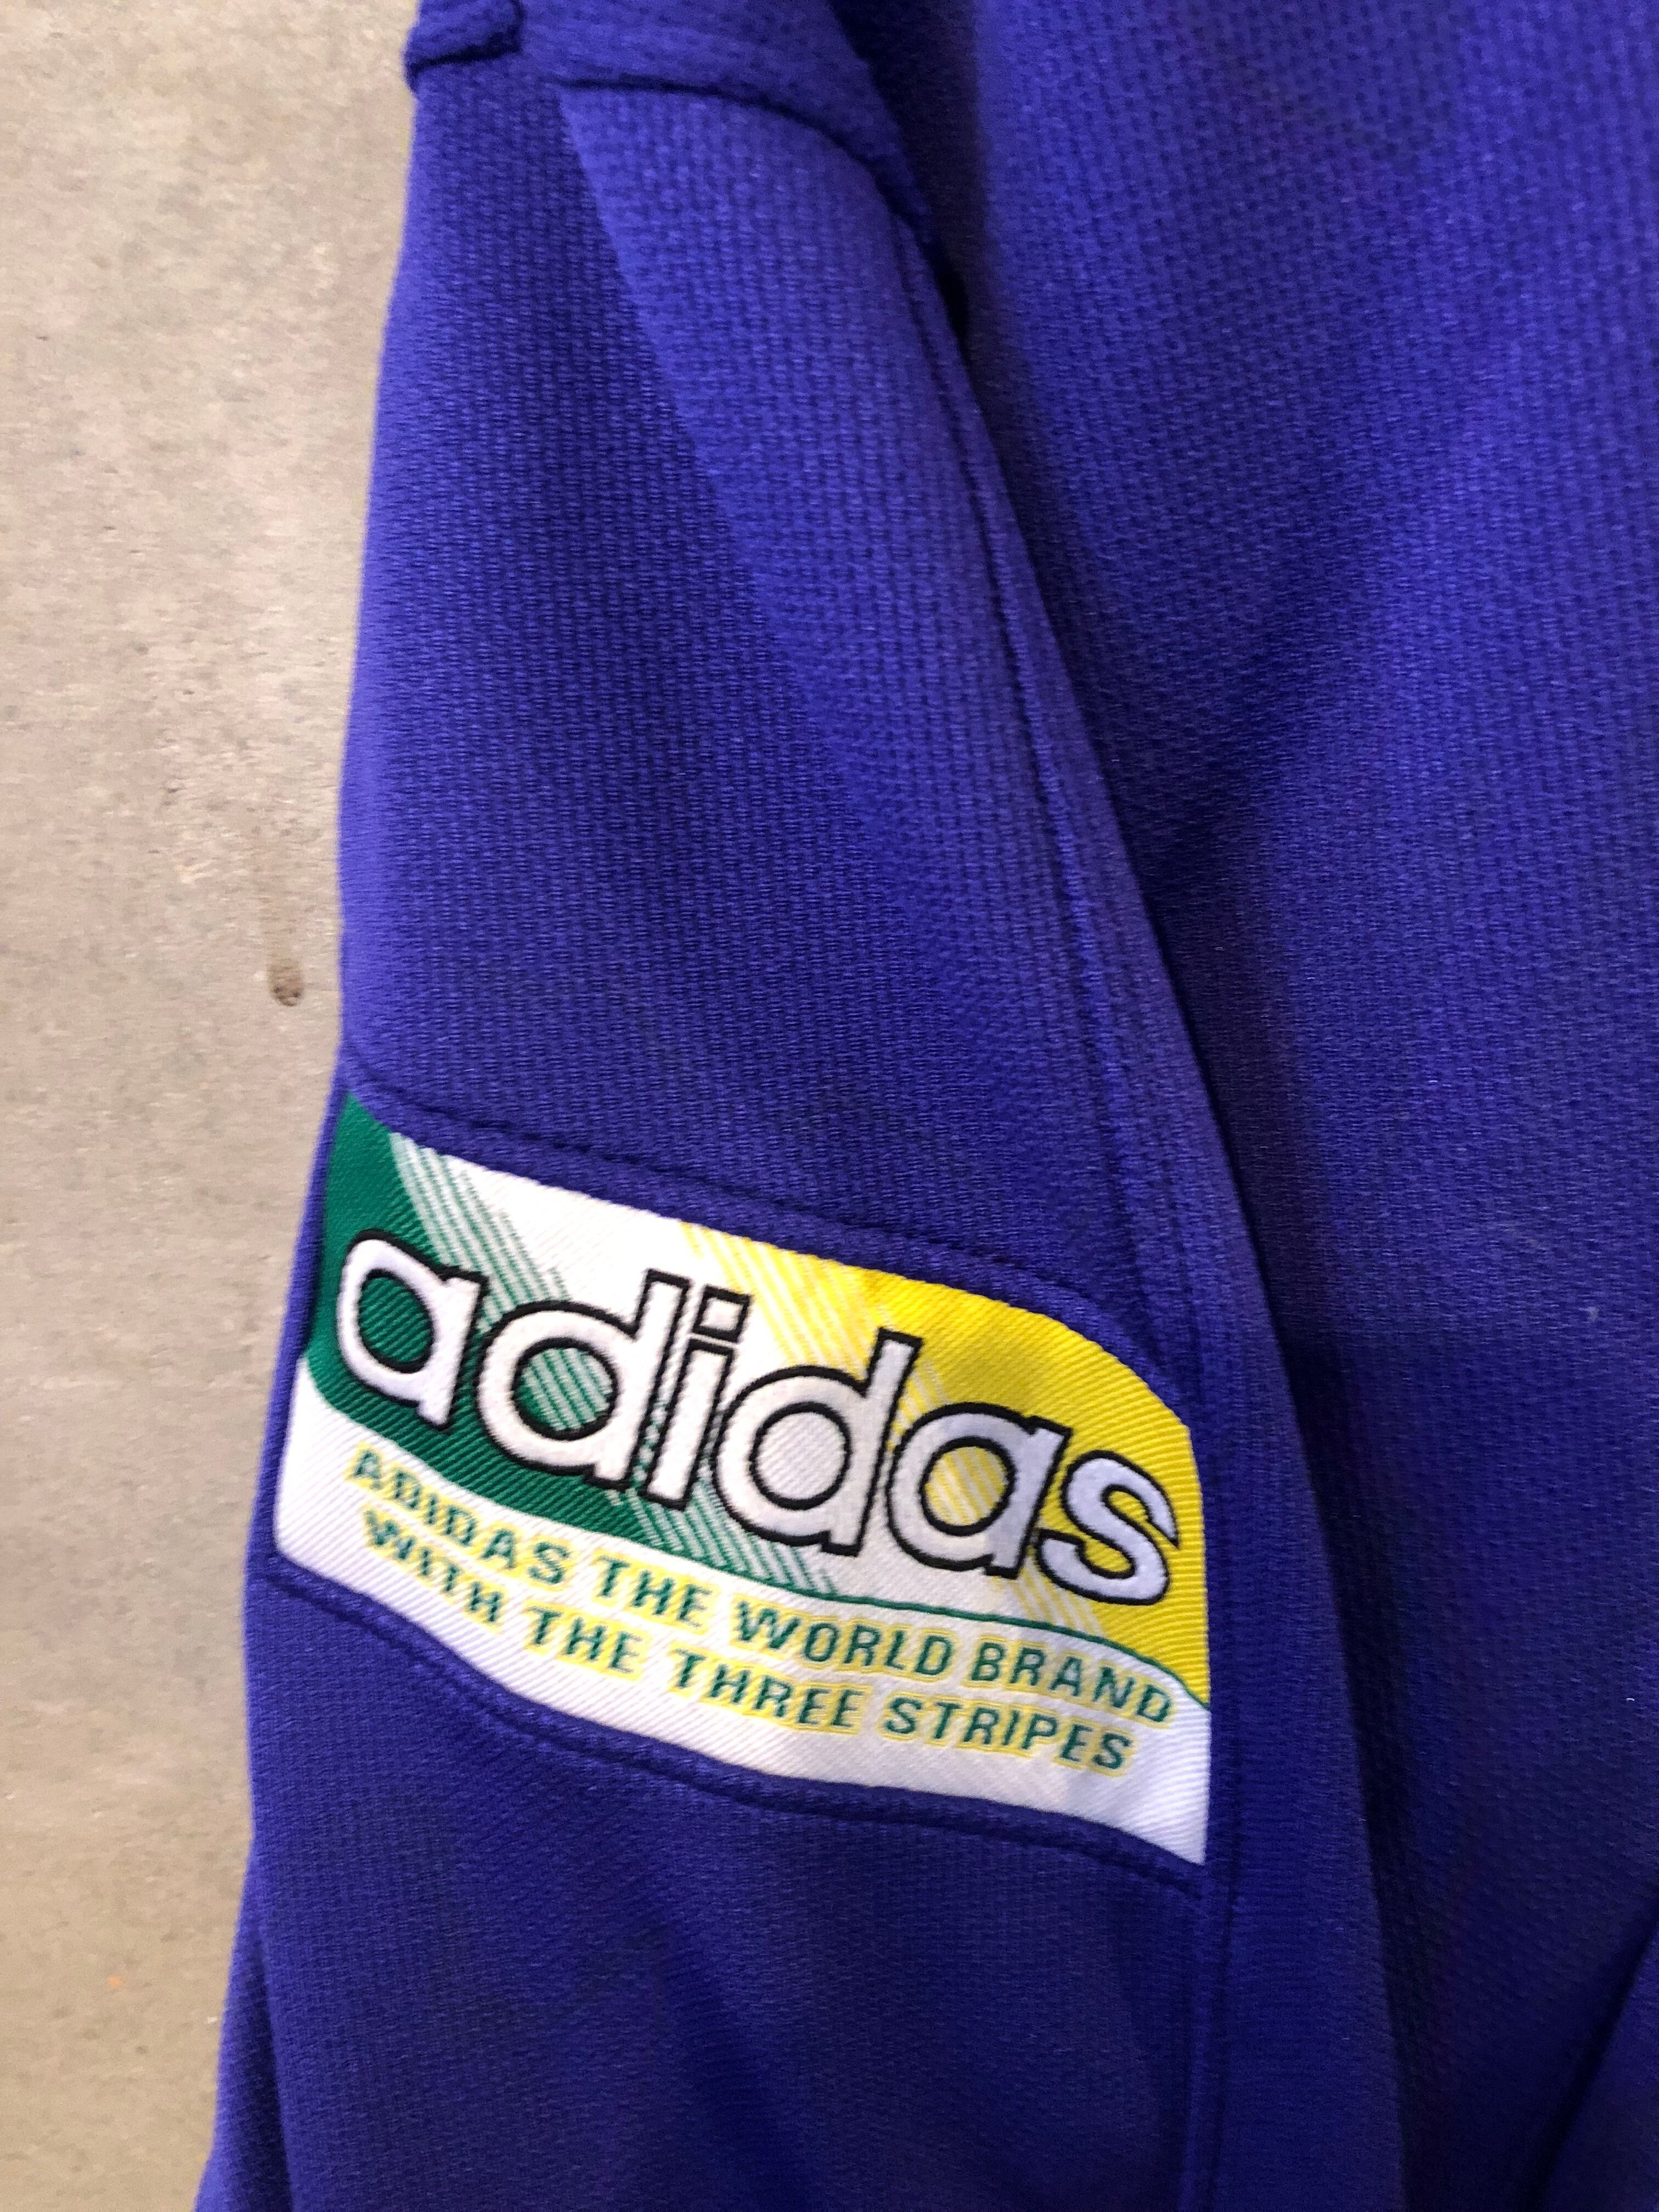 adidas
ADIDAS THE WORLD BRAND
WITH THE THREE STRIPES